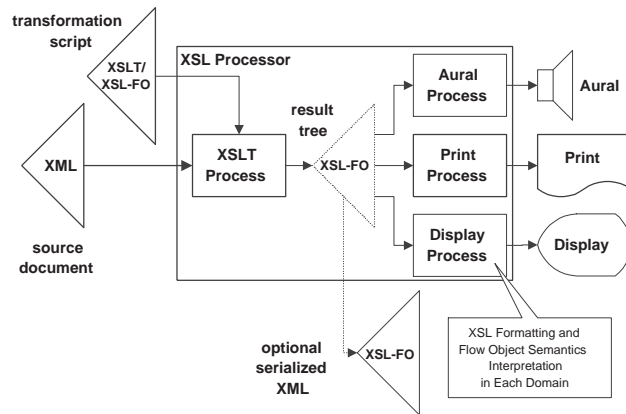 transformation
script
XSLT/
XSL-FO
XSL Processor
Aural
Process
Aural
result
tree
XML
XSLT
Process
XSL-FO
Print
Process
Print
source
document
Display
Process
Display
optional
serialized
XML
XSL-FO
XSL Formatting and
Flow Object Semantics
Interpretation
in Each Domain